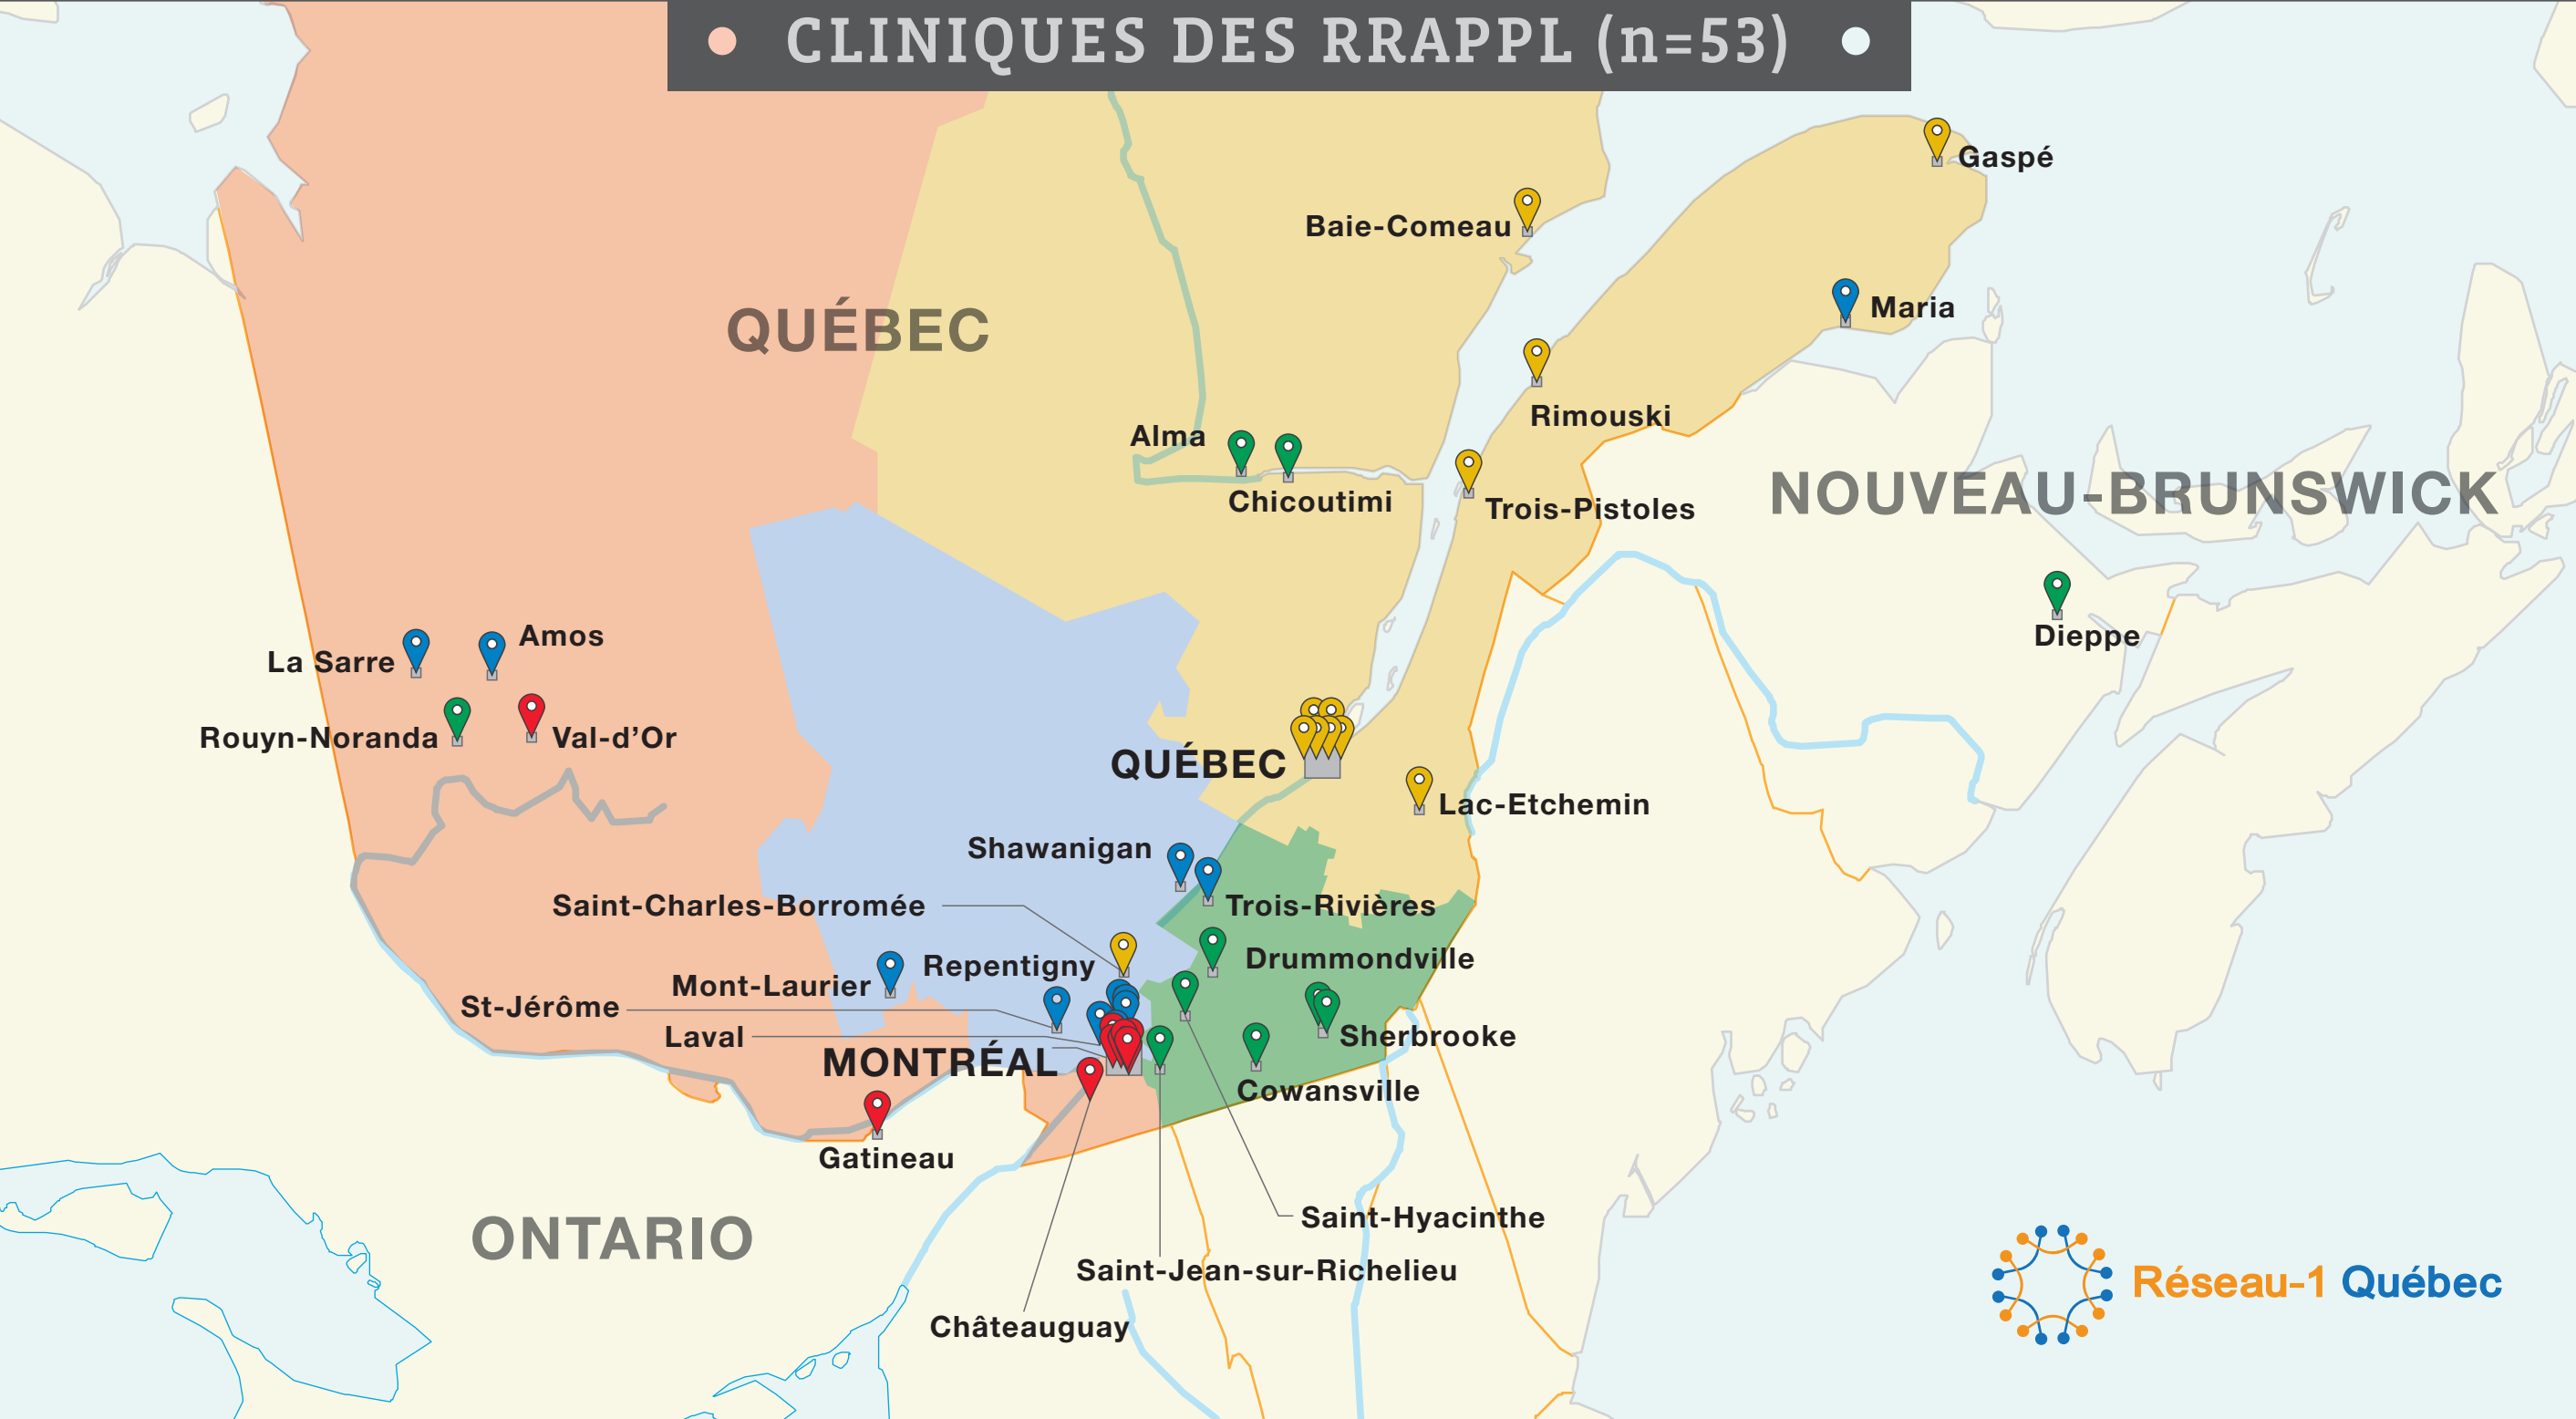 CLINIQUES DES RRAPPL (n=53)
Gaspé
Baie-Comeau
Maria
QUÉBEC
Rimouski
Alma
Chicoutimi
Trois-Pistoles
NOUVEAU-BRUNSWICK
Dieppe
La Sarre
Amos
Rouyn-Noranda
Val-d’Or
QUÉBEC
Lac-Etchemin
Shawanigan
Saint-Charles-Borromée
Trois-Rivières
Repentigny
Drummondville
Mont-Laurier
St-Jérôme
Laval
Sherbrooke
MONTRÉAL
Cowansville
Gatineau
Saint-Hyacinthe
ONTARIO
Saint-Jean-sur-Richelieu
Réseau-1 Québec
Châteauguay